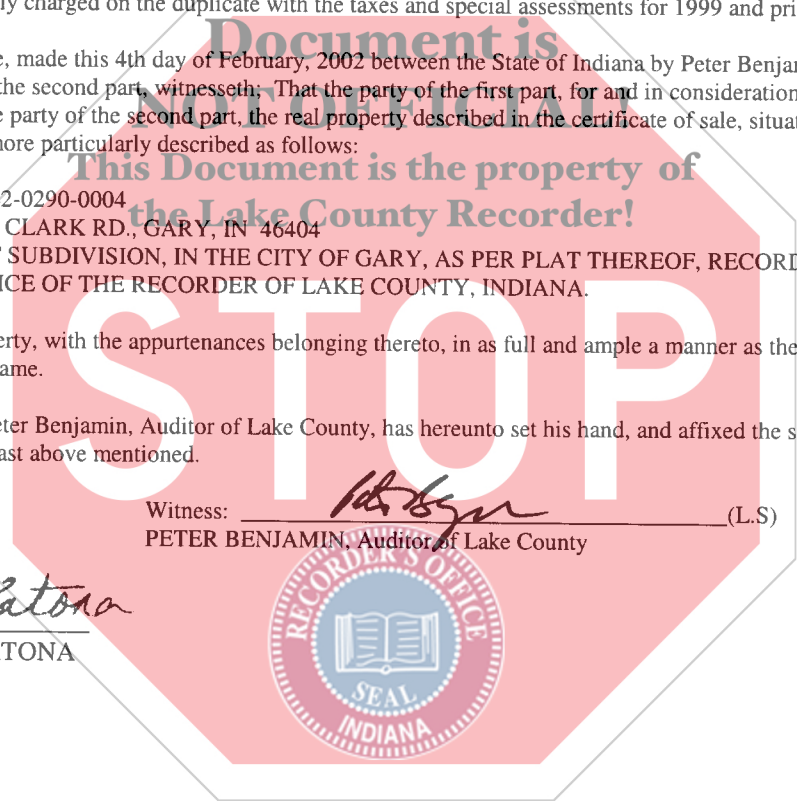 ly charged on the duplicate with the taxes and special assessments for 1999 and pri
Document is
e, made this 4th day of February, 2002 between the State of Indiana by Peter Benjam
the second part, witnesseth; That the party of the first part, for and in consideration
NOT OFFICIAL!
e party of the second part, the real property described in the certificate of sale, situat
more particularly described as follows:
This Document is the property of
2-0290-0004
the Lake County Recorder!
CLARK RD., GARY, IN 46404
SUBDIVISION, IN THE CITY OF GARY, AS PER PLAT THEREOF, RECORD
ICE OF THE RECORDER OF LAKE COUNTY, INDIANA.
STOP
erty, with the appurtenances belonging thereto, in as full and ample a manner as the
ame.
eter Benjamin, Auditor of Lake County, has hereunto set his hand, and affixed the s
ast above mentioned.
Witness: (L.S)
PETER BENJAMIN, Auditor of Lake County
RECORDER'S OFFICE
SEAL
INDIANA
atona
TONA